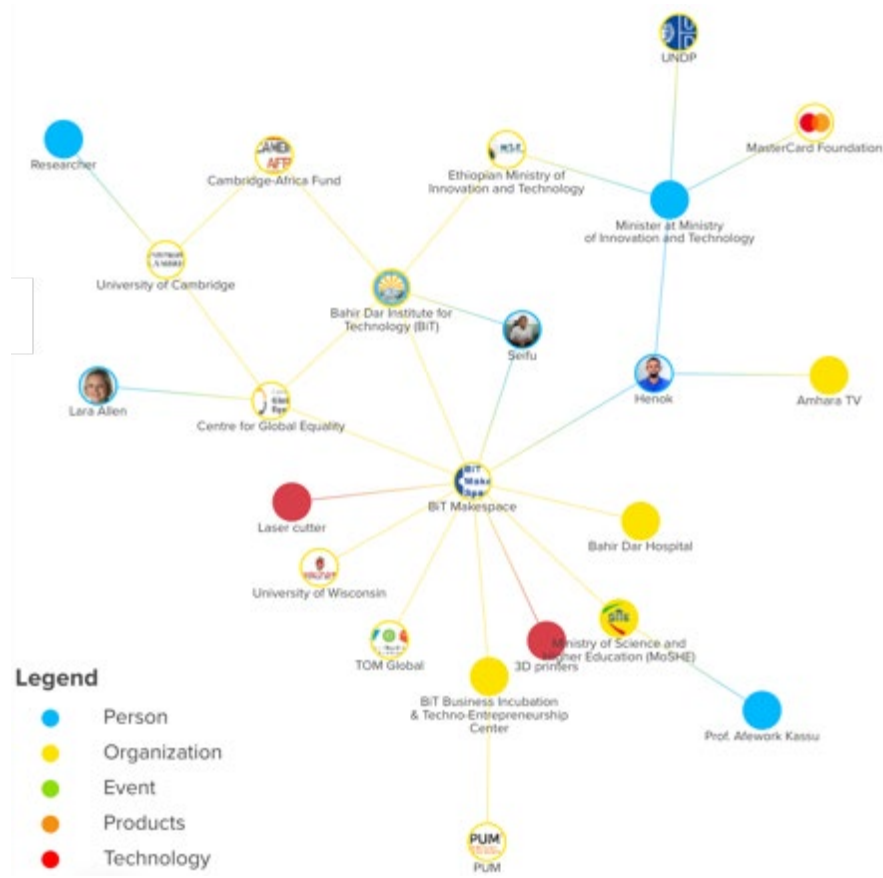 UNDP
MasterCard Foundation
Researcher
Cambridge-Africa Fund
Ethiopian Ministry of
Innovation and Technology
Minister at Ministry
of Innovation and Technology
University of Cambridge
Bahir Dar Institute for
Technology (BiT)
Seifu
Lara Allen
Centre for Global Equality
Henok
Amhara TV
BiT
BiT Makespace
Laser cutter
Bahir Dar Hospital
University of Wisconsin
TOM Global
Ministry of Science and
Higher Education (MoSHE)
3D printers
BiT Business Incubation
& Techno-Entrepreneurship
Center
Prof. Afework Kassu
PUM
PUM
Legend
Person
Organization
Event
Products
Technology